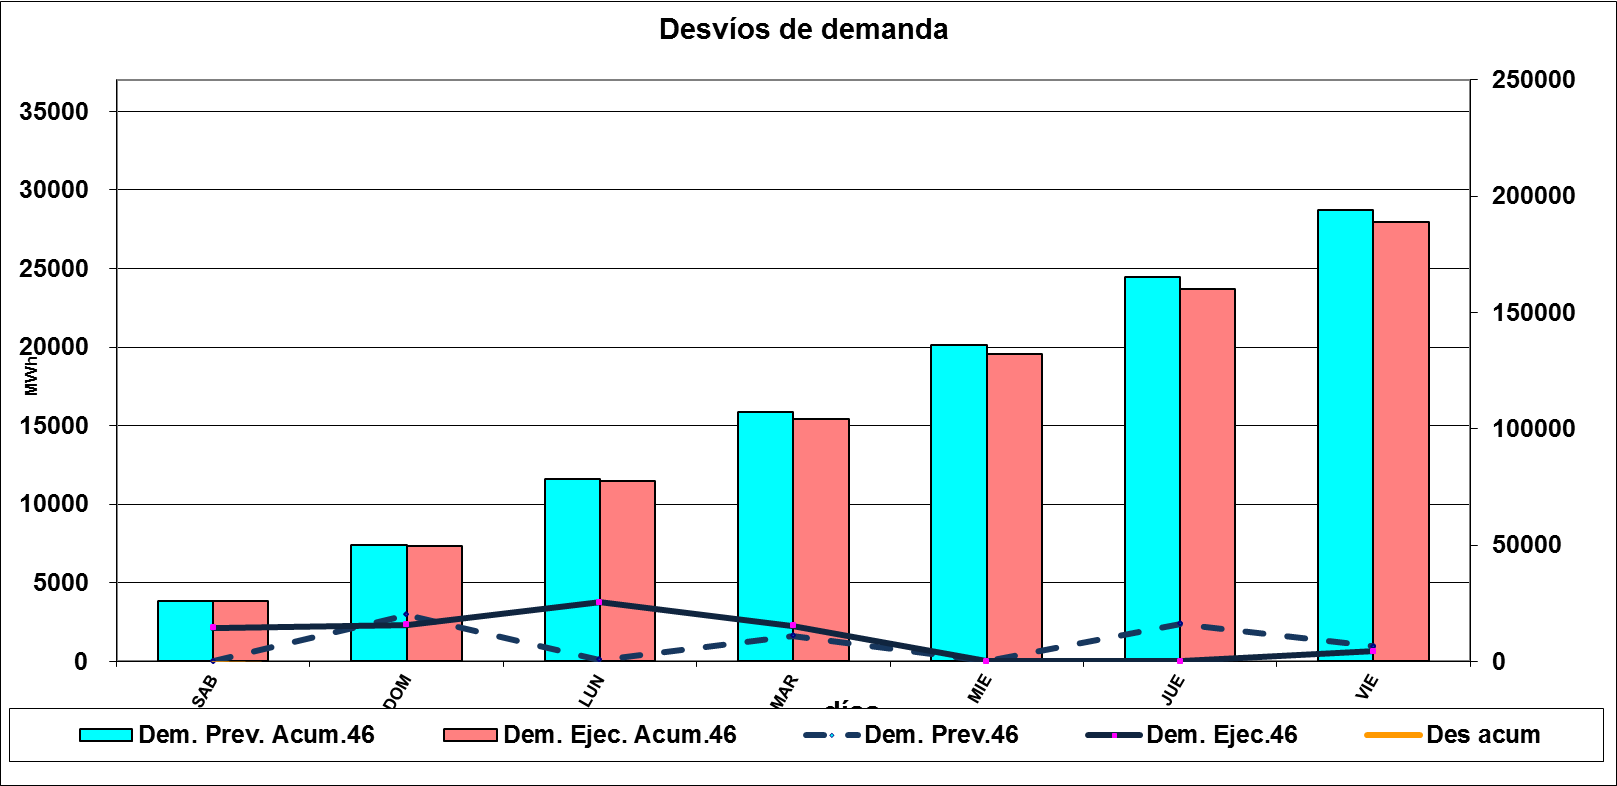 Desvíos de demanda
35000
30000
25000
20000
15000
10000
5000
0
MWh
250000
200000
150000
100000
50000
0
SAB
DOM
LUN
MAR
MIE
JUE
VIE
días
Dem. Prev. Acum.46
Dem. Ejec. Acum.46
Dem. Prev.46
Dem. Ejec.46
Des acum